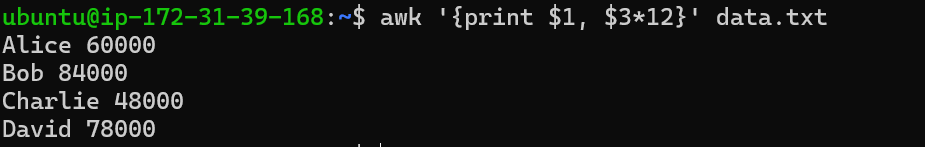 ubuntu@ip-172-31-39-168:~$ awk '{print $1, $3*12}' data.txt
Alice 60000
Bob 84000
Charlie 48000
David 78000